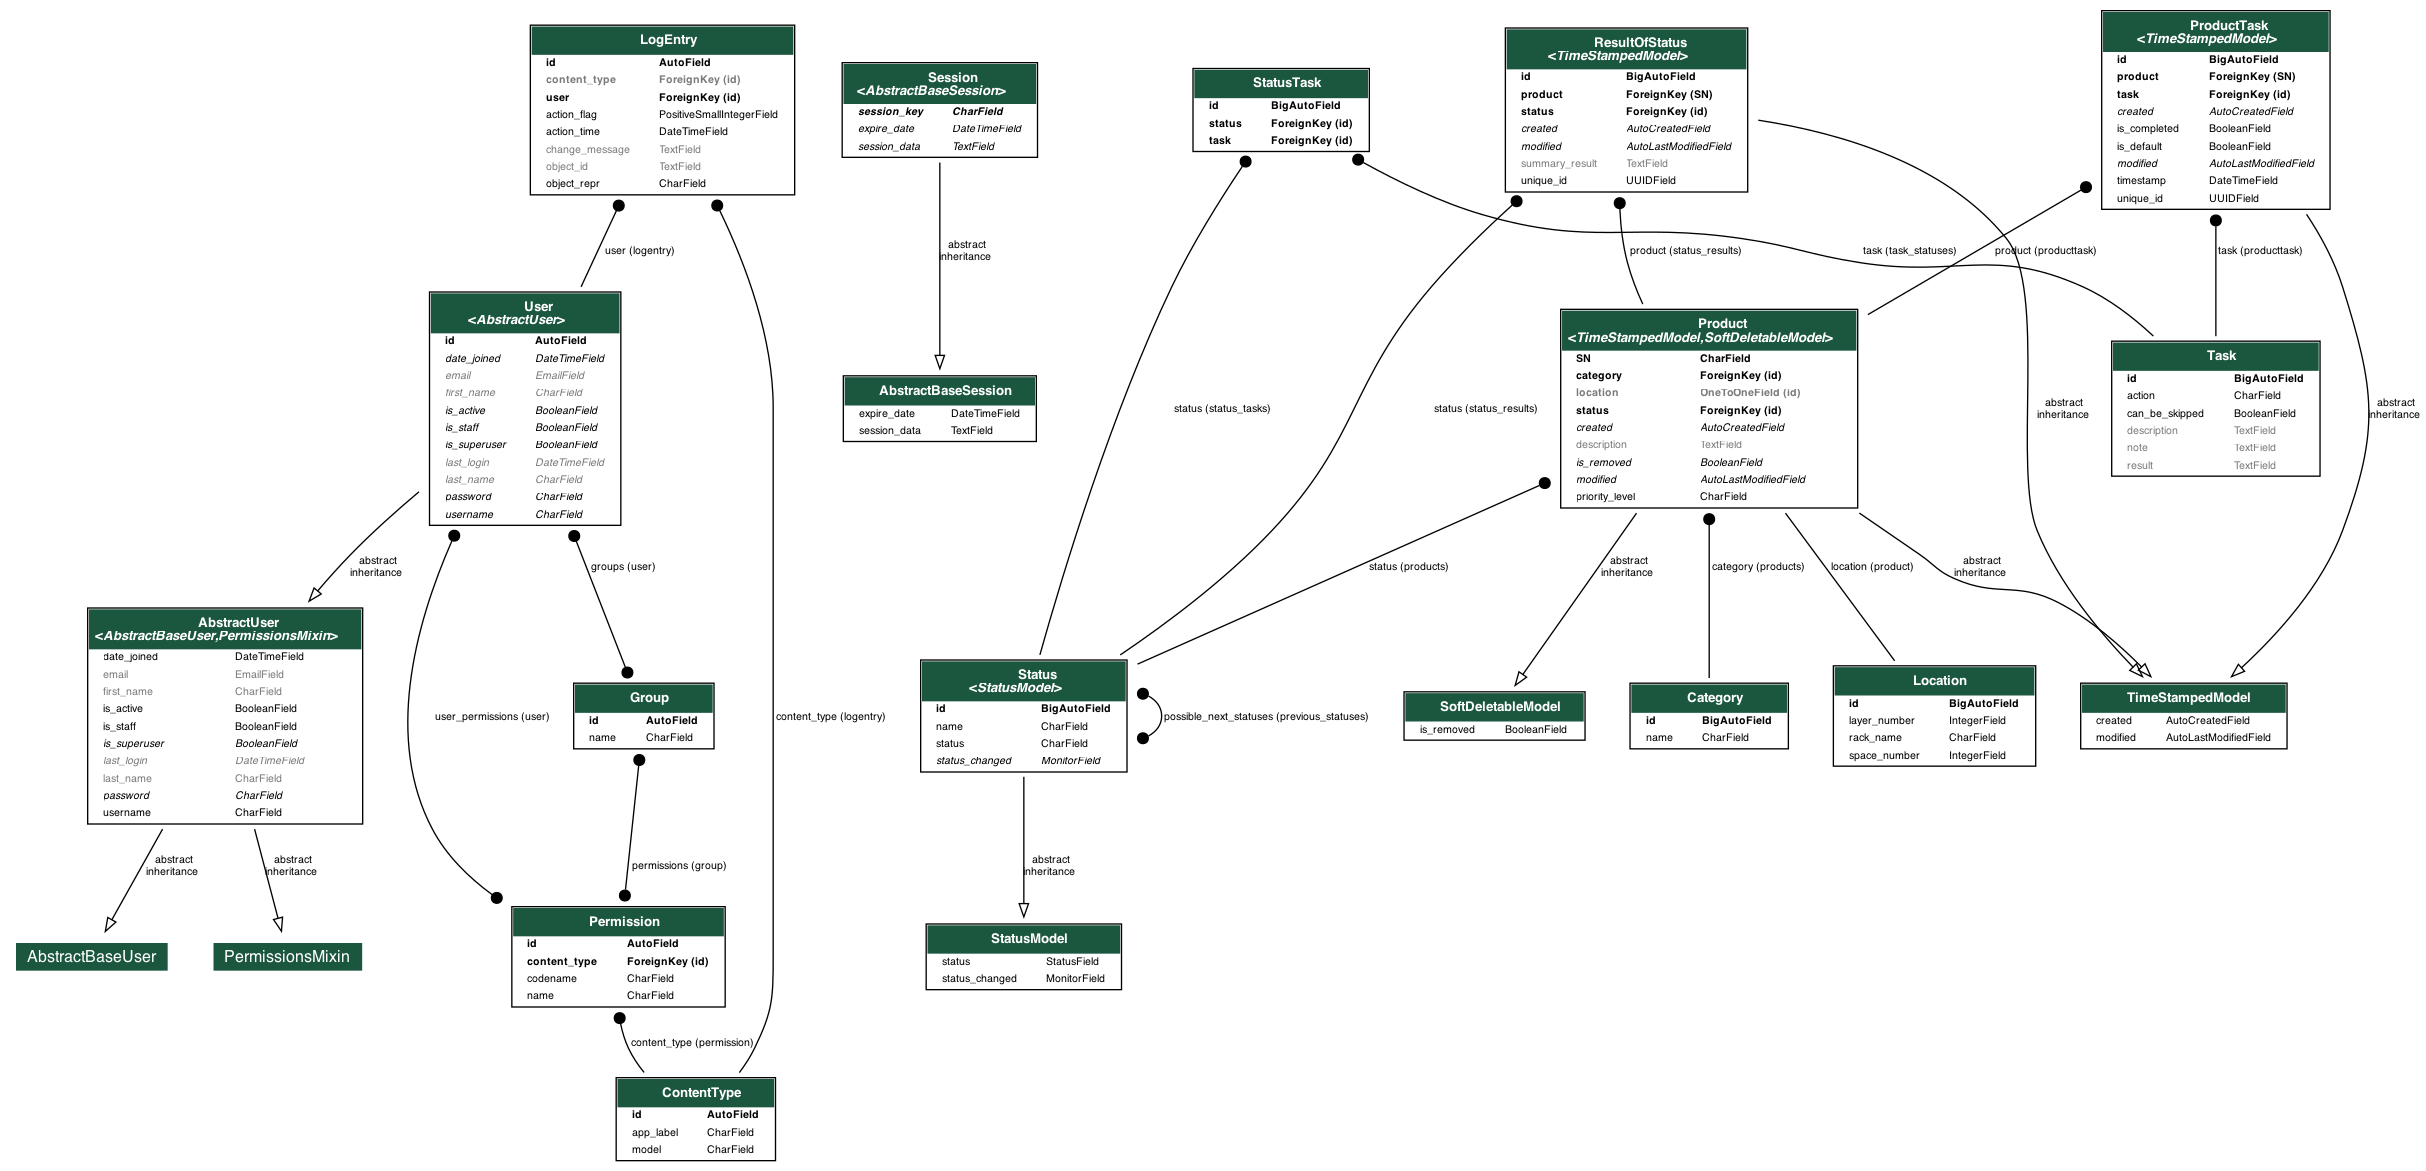 LogEntry
id AutoField
content_type ForeignKey (id)
user ForeignKey (id)
action_flag PositiveSmallIntegerField
action_time DateTimeField
change_message TextField
object_id TextField
object_repr CharField
Session
<AbstractBaseSession>
session_key CharField
expire_date DateTimeField
session_data TextField
StatusTask
id BigAutoField
status ForeignKey (id)
task ForeignKey (id)
ResultOfStatus
<TimeStampedModel>
id BigAutoField
product ForeignKey (SN)
status ForeignKey (id)
created AutoCreatedField
modified AutoLastModifiedField
summary_result TextField
unique_id UUIDField
ProductTask
<TimeStampedModel>
id BigAutoField
product ForeignKey (SN)
task ForeignKey (id)
created AutoCreatedField
is_completed BooleanField
is_default BooleanField
modified AutoLastModifiedField
timestamp DateTimeField
unique_id UUIDField
user (logentry)
abstract
inheritance
product (status_results)
task (task_statuses)
product (producttask)
task (producttask)
User
<AbstractUser>
id AutoField
date_joined DateTimeField
email EmailField
first_name CharField
is_active BooleanField
is_staff BooleanField
is_superuser BooleanField
last_login DateTimeField
last_name CharField
password CharField
username CharField
AbstractBaseSession
expire_date DateTimeField
session_data TextField
status (status_tasks)
status (status_results)
Product
<TimeStampedModel,SoftDeletableModel>
SN CharField
category ForeignKey (id)
location OneToOneField (id)
status ForeignKey (id)
created AutoCreatedField
description TextField
is_removed BooleanField
modified AutoLastModifiedField
priority_level CharField
abstract
inheritance
Task
id BigAutoField
action CharField
can_be_skipped BooleanField
description TextField
note TextField
result TextField
abstract
inheritance
abstract
inheritance
groups (user)
status (products)
abstract
inheritance
category (products)
location (product)
abstract
inheritance
AbstractUser
<AbstractBaseUser,PermissionsMixin>
date_joined DateTimeField
email EmailField
first_name CharField
is_active BooleanField
is_staff BooleanField
is_superuser BooleanField
last_login DateTimeField
last_name CharField
password CharField
username CharField
user_permissions (user)
Group
id AutoField
name CharField
content_type (logentry)
Status
<StatusModel>
id BigAutoField
name CharField
status CharField
status_changed MonitorField
possible_next_statuses (previous_statuses)
SoftDeletableModel
is_removed BooleanField
Category
id BigAutoField
name CharField
Location
id BigAutoField
layer_number IntegerField
rack_name CharField
space_number IntegerField
TimeStampedModel
created AutoCreatedField
modified AutoLastModifiedField
abstract
inheritance
abstract
inheritance
permissions (group)
abstract
inheritance
AbstractBaseUser
PermissionsMixin
Permission
id AutoField
content_type ForeignKey (id)
codename CharField
name CharField
StatusModel
status StatusField
status_changed MonitorField
content_type (permission)
ContentType
id AutoField
app_label CharField
model CharField